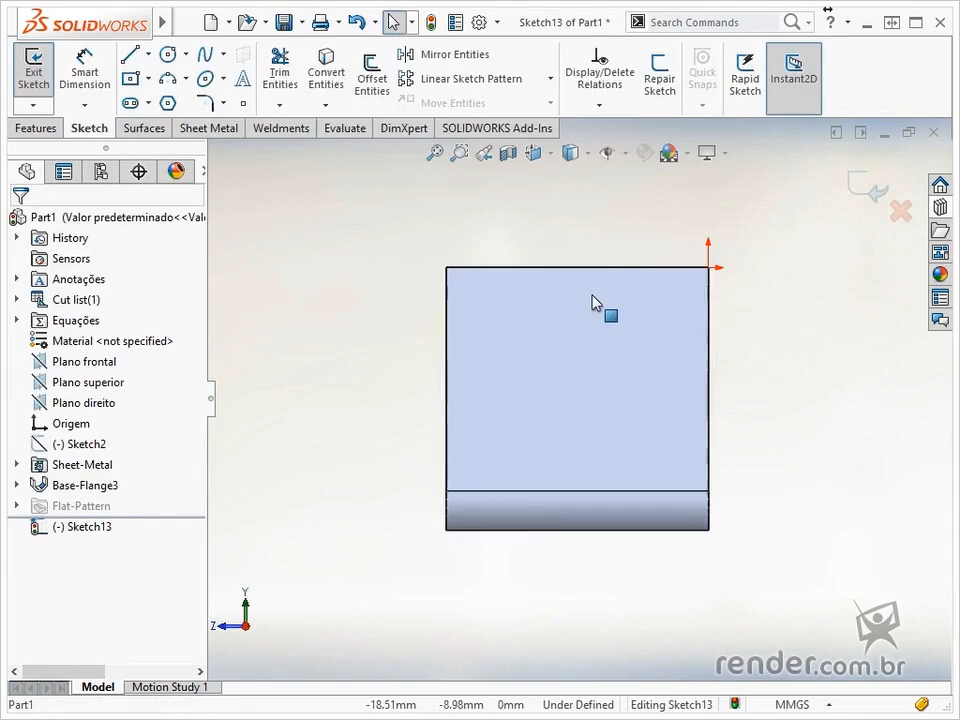 SOLIDWORKS
Sketch13 of Part1 *
Search Commands
?
Exit Sketch
Smart Dimension
Trim Entities
Convert Entities
Offset Entities
Mirror Entities
Linear Sketch Pattern
Move Entities
Display/Delete Relations
Repair Sketch
Quick Snaps
Rapid Sketch
Instant2D
Features
Sketch
Surfaces
Sheet Metal
Weldments
Evaluate
DimXpert
SOLIDWORKS Add-Ins
Part1 (Valor predeterminado<<Valo
History
Sensors
Anotações
Cut list(1)
Equações
Material <not specified>
Plano frontal
Plano superior
Plano direito
Origem
(-) Sketch2
Sheet-Metal
Base-Flange3
Flat-Pattern
(-) Sketch13
Y
Z
render.com.br
Model
Motion Study 1
Part1
-18.51mm
-8.98mm
0mm
Under Defined
Editing Sketch13
MMGS